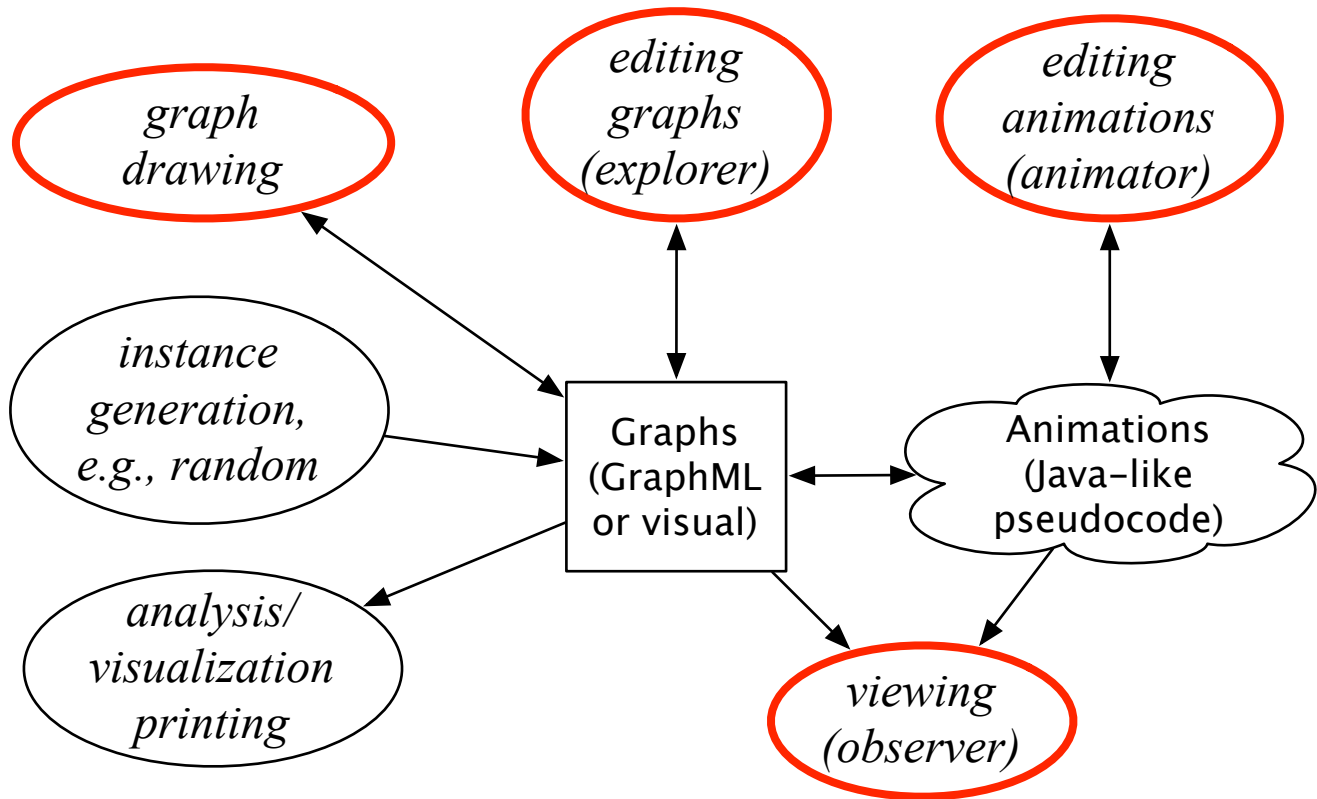 graph
drawing
editing
graphs
(explorer)
editing
animations
(animator)
instance
generation,
e.g., random
Graphs
(GraphML
or visual)
Animations
(Java-like
pseudocode)
analysis/
visualization
printing
viewing
(observer)